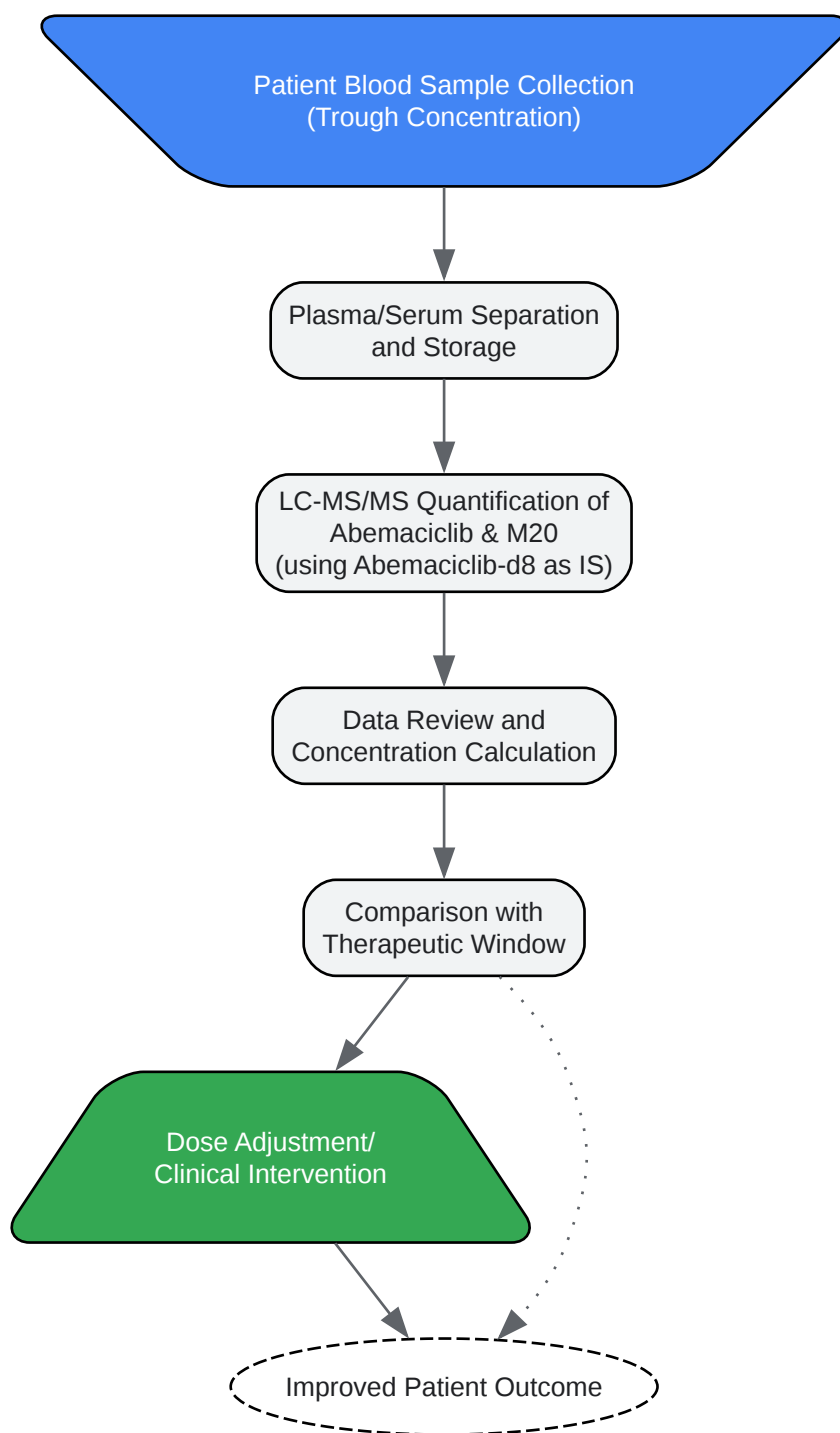 Patient Blood Sample Collection
(Trough Concentration)
Plasma/Serum Separation
and Storage
LC-MS/MS Quantification of
Abemaciclib & M20
(using Abemaciclib-d8 as IS)
Data Review and
Concentration Calculation
Comparison with
Therapeutic Window
Dose Adjustment/
Clinical Intervention
Improved Patient Outcome